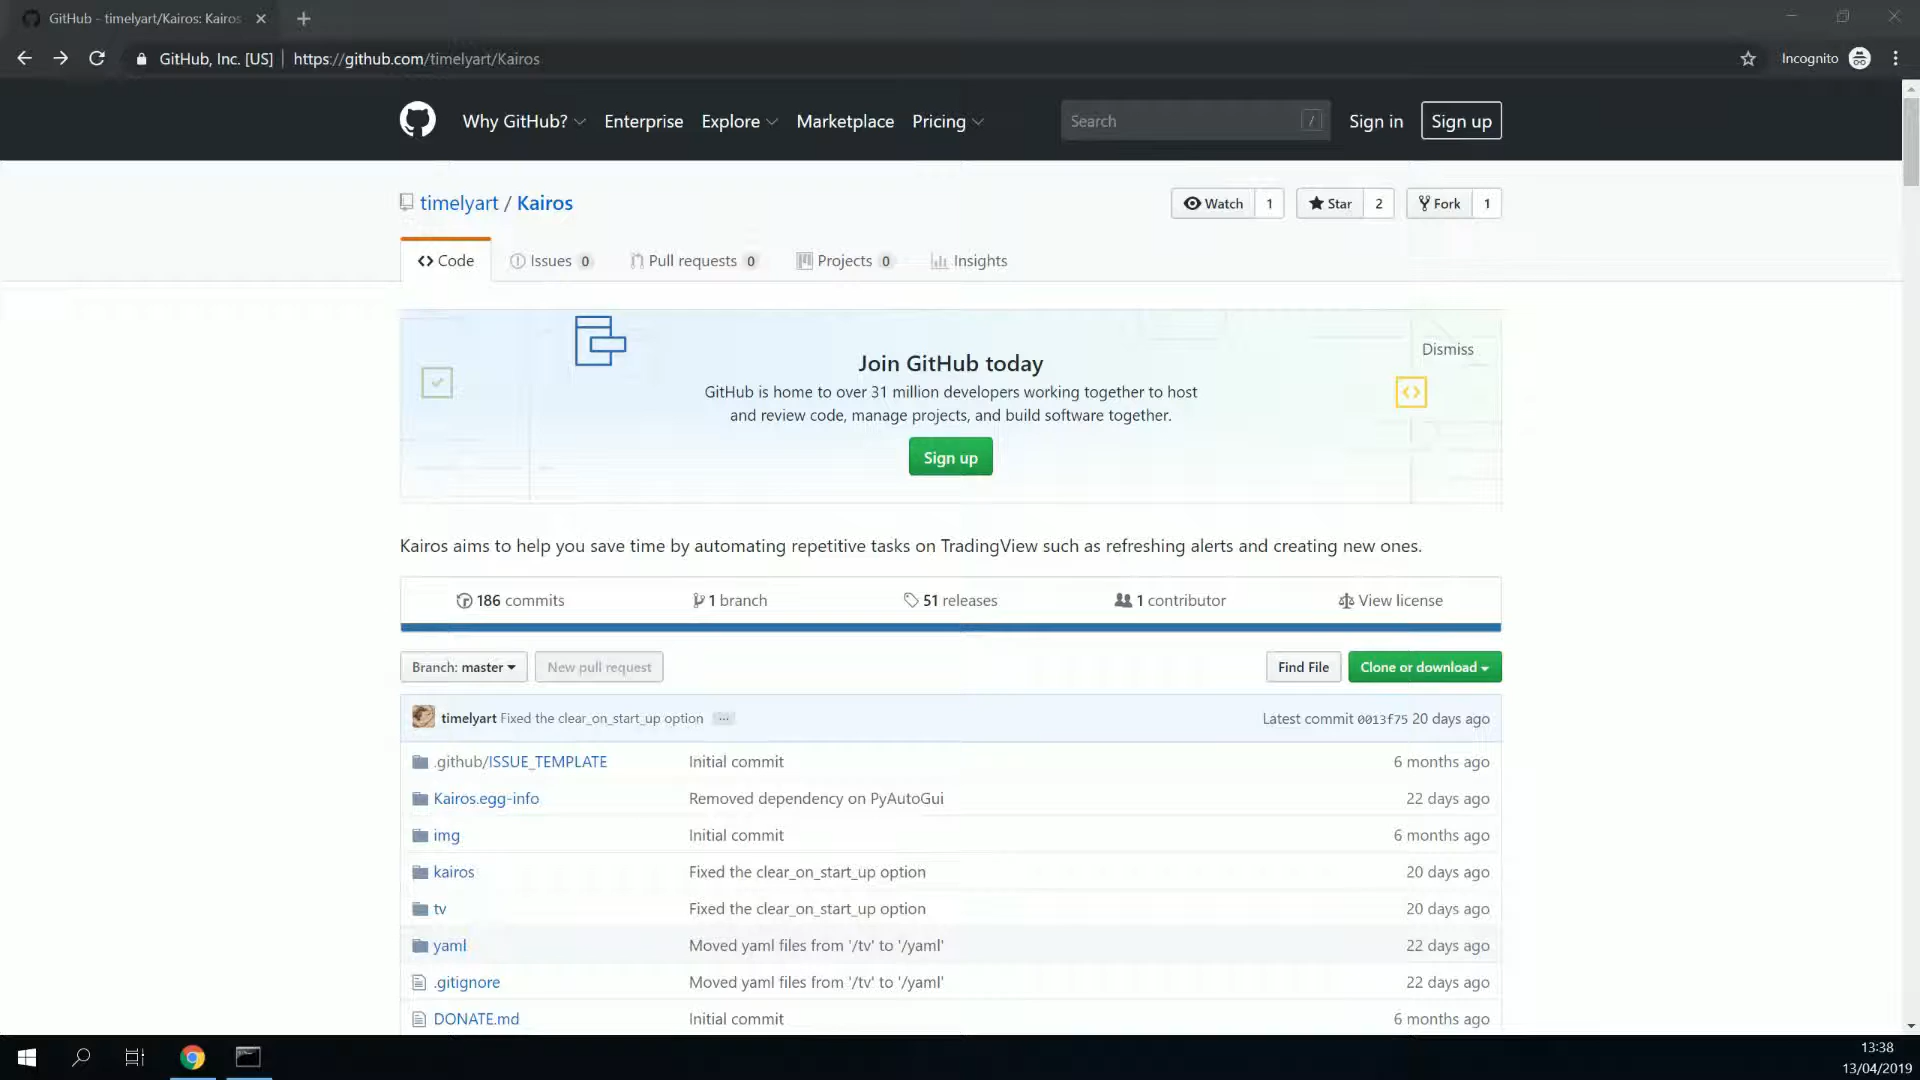 GitHub - timelyart/Kairos: Kairos
GitHub, Inc. [US] | https://github.com/timelyart/Kairos
Incognito
Why GitHub? Enterprise Explore Marketplace Pricing
Search /
Sign in Sign up
timelyart / Kairos
Watch 1 Star 2 Fork 1
Code Issues 0 Pull requests 0 Projects 0 Insights
Dismiss
Join GitHub today
GitHub is home to over 31 million developers working together to host
and review code, manage projects, and build software together.
Sign up
Kairos aims to help you save time by automating repetitive tasks on TradingView such as refreshing alerts and creating new ones.
186 commits 1 branch 51 releases 1 contributor View license
Branch: master New pull request Find File Clone or download
timelyart Fixed the clear_on_start_up option ... Latest commit 0013f75 20 days ago
.github/ISSUE_TEMPLATE Initial commit 6 months ago
Kairos.egg-info Removed dependency on PyAutoGui 22 days ago
img Initial commit 6 months ago
kairos Fixed the clear_on_start_up option 20 days ago
tv Fixed the clear_on_start_up option 20 days ago
yaml Moved yaml files from '/tv' to '/yaml' 22 days ago
.gitignore Moved yaml files from '/tv' to '/yaml' 22 days ago
DONATE.md Initial commit 6 months ago
13:38
13/04/2019